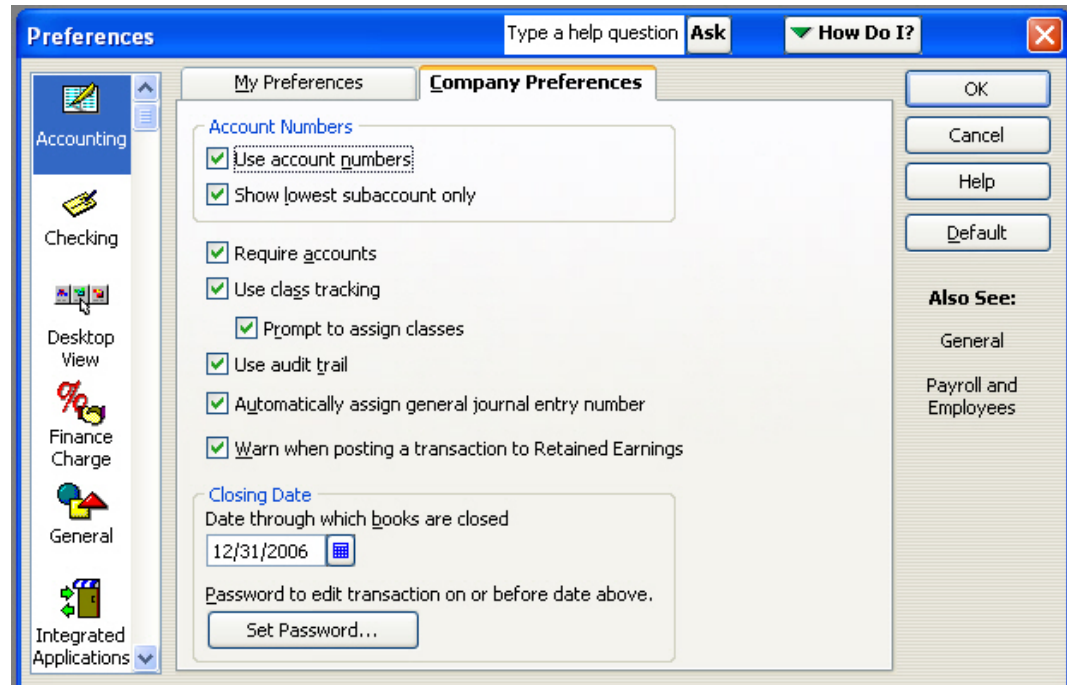 Preferences
Type a help question Ask
How Do I?
Accounting
Checking
Desktop
View
Finance
Charge
General
Integrated
Applications
My Preferences
Company Preferences
Account Numbers
Use account numbers
Show lowest subaccount only
Require accounts
Use class tracking
Prompt to assign classes
Use audit trail
Automatically assign general journal entry number
Warn when posting a transaction to Retained Earnings
Closing Date
Date through which books are closed
12/31/2006
Password to edit transaction on or before date above.
Set Password...
OK
Cancel
Help
Default
Also See:
General
Payroll and
Employees